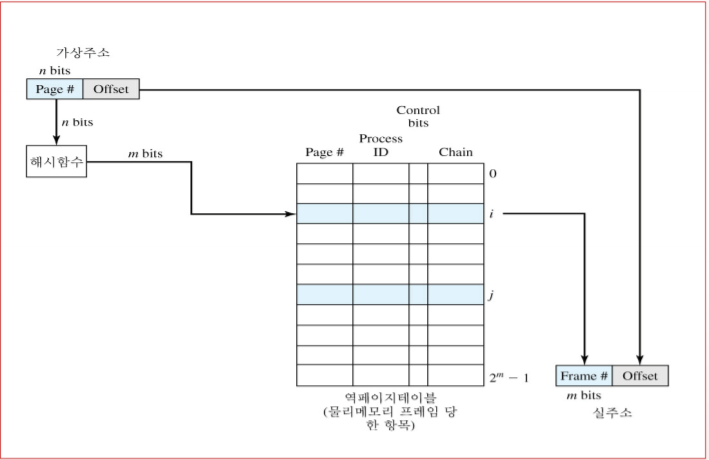 가상주소
n bits
Page # Offset
n bits
해시함수
m bits
Control
bits
Process
Page # ID Chain
0
i
j
2^m − 1
Frame # Offset
m bits
실주소
역페이지테이블
(물리메모리 프레임 당
한 항목)